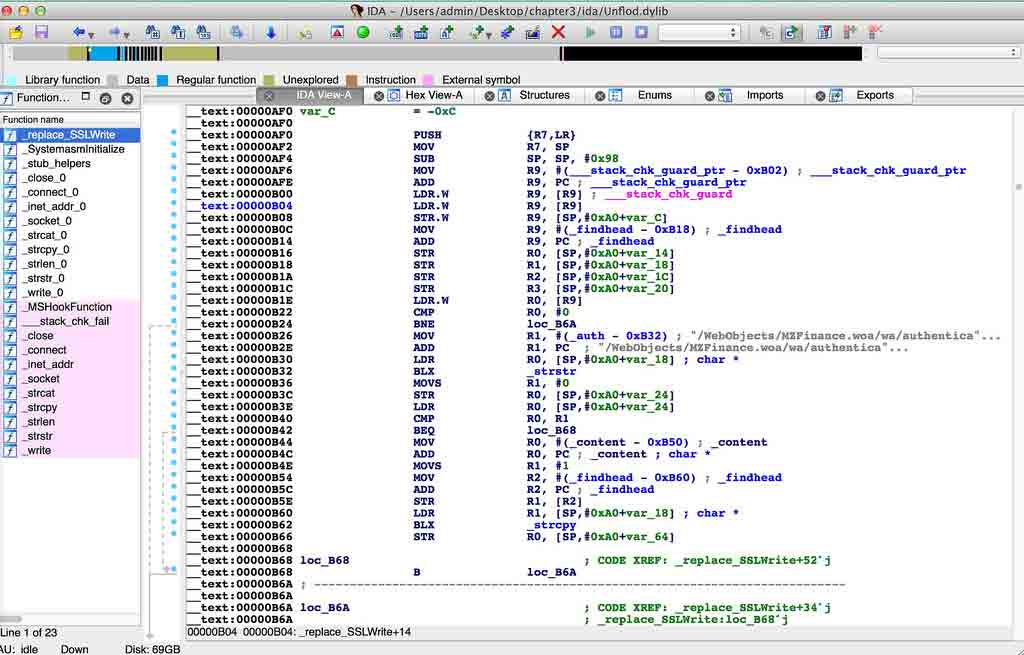 IDA - /Users/admin/Desktop/chapter3/ida/Unflod.dylib
Library function Data Regular function Unexplored Instruction External symbol
Function... IDA View-A Hex View-A Structures Enums Imports Exports
Function name
_replace_SSLWrite
_SystemasmInitialize
_stub_helpers
_close_0
_connect_0
_inet_addr_0
_socket_0
_strcat_0
_strcpy_0
_strlen_0
_strstr_0
_write_0
_MSHookFunction
___stack_chk_fail
_close
_connect
_inet_addr
_socket
_strcat
_strcpy
_strlen
_strstr
_write
Line 1 of 23
__text:00000AF0 var_C = -0xC
__text:00000AF0
__text:00000AF0 PUSH {R7,LR}
__text:00000AF2 MOV R7, SP
__text:00000AF4 SUB SP, SP, #0x98
__text:00000AF6 MOV R9, #(___stack_chk_guard_ptr - 0xB02) ; ___stack_chk_guard_ptr
__text:00000AFE ADD R9, PC ; ___stack_chk_guard_ptr
__text:00000B00 LDR.W R9, [R9] ; ___stack_chk_guard
__text:00000B04 LDR.W R9, [R9]
__text:00000B08 STR.W R9, [SP,#0xA0+var_C]
__text:00000B0C MOV R9, #(_findhead - 0xB18) ; _findhead
__text:00000B14 ADD R9, PC ; _findhead
__text:00000B16 STR R0, [SP,#0xA0+var_14]
__text:00000B18 STR R1, [SP,#0xA0+var_18]
__text:00000B1A STR R2, [SP,#0xA0+var_1C]
__text:00000B1C STR R3, [SP,#0xA0+var_20]
__text:00000B1E LDR.W R0, [R9]
__text:00000B22 CMP R0, #0
__text:00000B24 BNE loc_B6A
__text:00000B26 MOV R1, #(_auth - 0xB32) ; "/WebObjects/MZFinance.woa/wa/authentica"...
__text:00000B2E ADD R1, PC ; "/WebObjects/MZFinance.woa/wa/authentica"...
__text:00000B30 LDR R0, [SP,#0xA0+var_18] ; char *
__text:00000B32 BLX _strstr
__text:00000B36 MOVS R1, #0
__text:00000B3C STR R0, [SP,#0xA0+var_24]
__text:00000B3E LDR R0, [SP,#0xA0+var_24]
__text:00000B40 CMP R0, R1
__text:00000B42 BEQ loc_B68
__text:00000B44 MOV R0, #(_content - 0xB50) ; _content
__text:00000B4C ADD R0, PC ; _content ; char *
__text:00000B4E MOVS R1, #1
__text:00000B54 MOV R2, #(_findhead - 0xB60) ; _findhead
__text:00000B5C ADD R2, PC ; _findhead
__text:00000B5E STR R1, [R2]
__text:00000B60 LDR R1, [SP,#0xA0+var_18] ; char *
__text:00000B62 BLX _strcpy
__text:00000B66 STR R0, [SP,#0xA0+var_64]
__text:00000B68
__text:00000B68 loc_B68 ; CODE XREF: _replace_SSLWrite+52^j
__text:00000B68 B loc_B6A
__text:00000B6A ; ---------------------------------------------------------------------------
__text:00000B6A
__text:00000B6A loc_B6A ; CODE XREF: _replace_SSLWrite+34^j
__text:00000B6A ; _replace_SSLWrite:loc_B68^j
00000B04 00000B04: _replace_SSLWrite+14
AU: idle Down Disk: 69GB